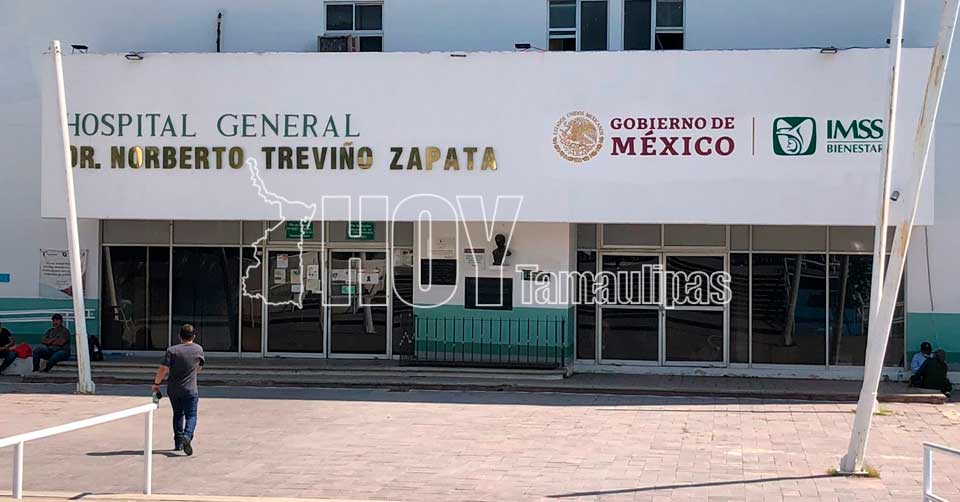 HOSPITAL GENERAL
DR. NORBERTO TREVIÑO ZAPATA
GOBIERNO DE
MÉXICO
IMSS
BIENESTAR
HOY
Tamaulipas